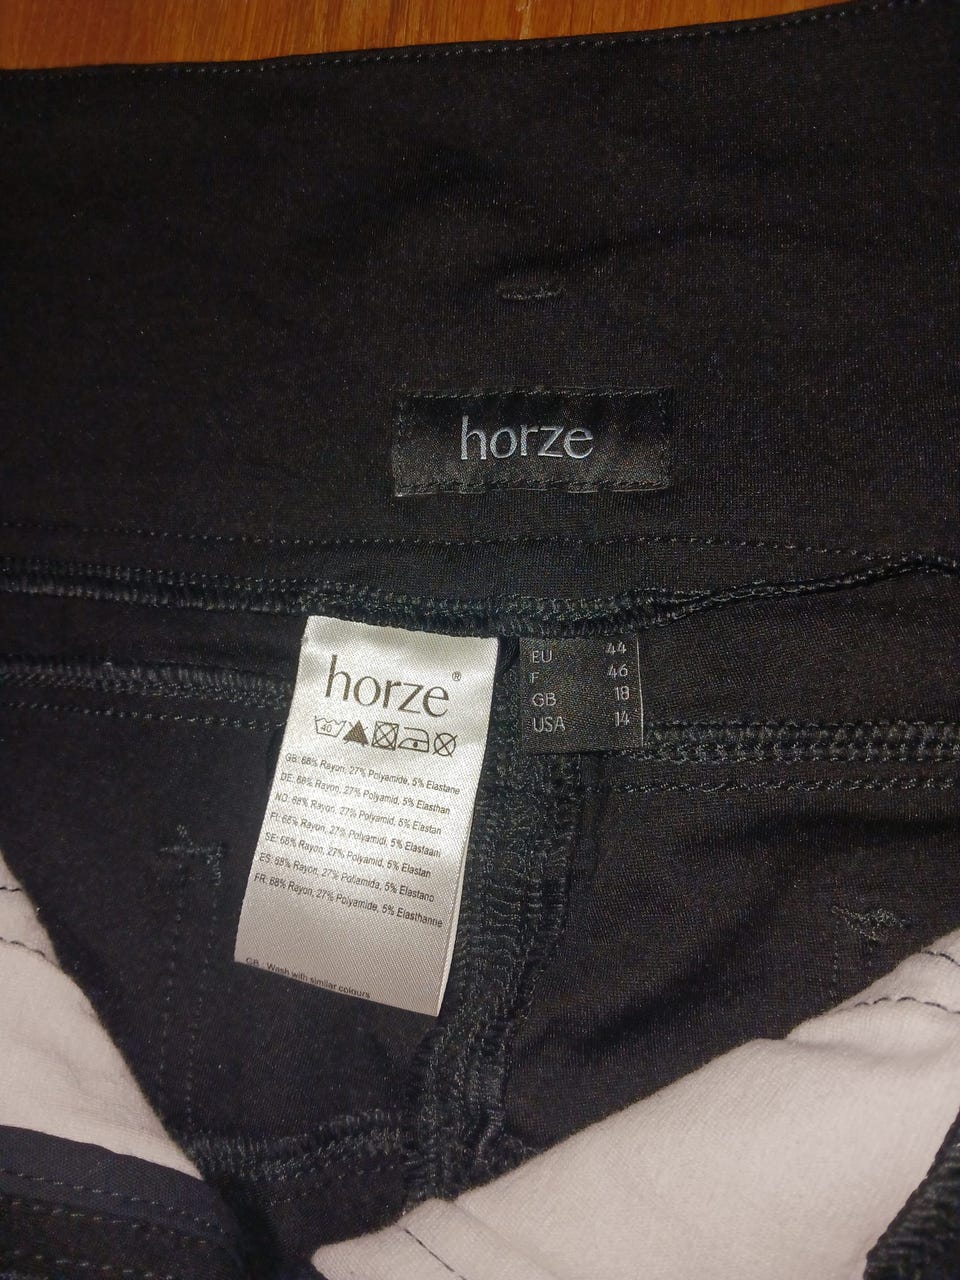 horze
horze®
40
GB: 68% Rayon, 27% Polyamide, 5% Elastane
DE: 68% Rayon, 27% Polyamid, 5% Elasthan
NO: 68% Rayon, 27% Polyamid, 5% Elastan
FI: 68% Rayon, 27% Polyamidi, 5% Elastaani
SE: 68% Rayon, 27% Polyamid, 5% Elastan
ES: 68% Rayon, 27% Poliamida, 5% Elastano
FR: 68% Rayon, 27% Polyamide, 5% Elasthanne
GB: Wash with similar colours
EU 44
F 46
GB 18
USA 14